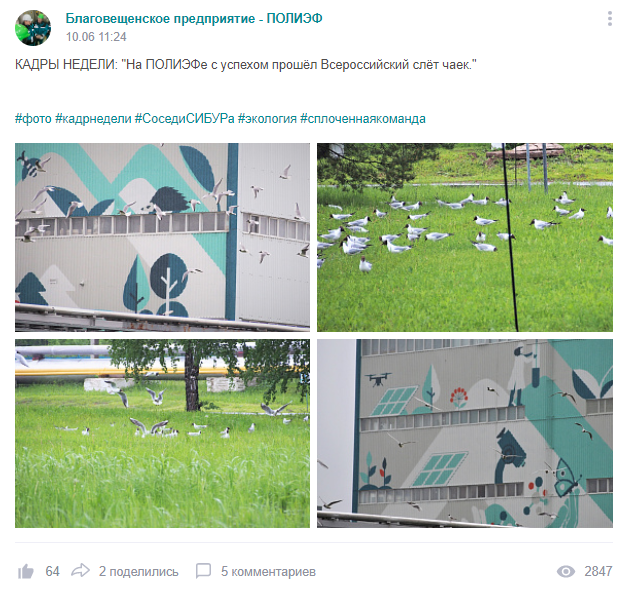 Благовещенское предприятие - ПОЛИЭФ
10.06 11:24
КАДРЫ НЕДЕЛИ: "На ПОЛИЭФе с успехом прошёл Всероссийский слёт чаек."
#фото #кадрнедели #СоседиСИБУРа #экология #сплоченнаякоманда
64 2 поделились 5 комментариев 2847